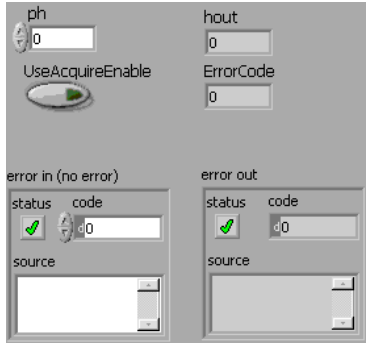 ph
0
UseAcquireEnable
hout
0
ErrorCode
0
error in (no error)
status code
d0
source
error out
status code
d0
source